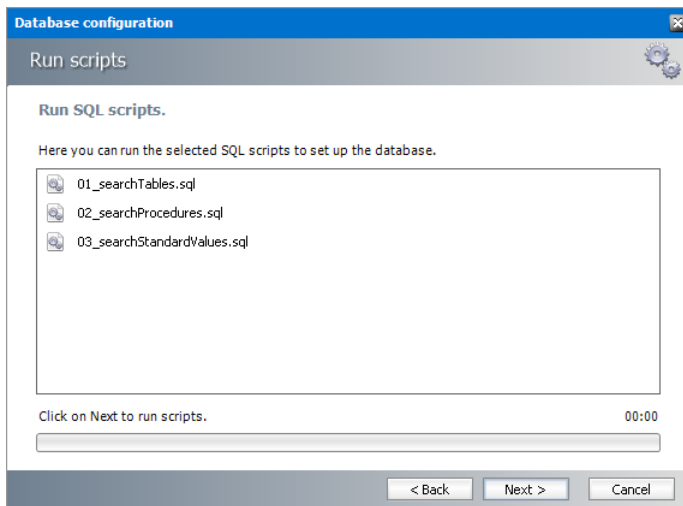 Database configuration
Run scripts
Run SQL scripts.
Here you can run the selected SQL scripts to set up the database.
01_searchTables.sql
02_searchProcedures.sql
03_searchStandardValues.sql
Click on Next to run scripts. 00:00
< Back Next > Cancel